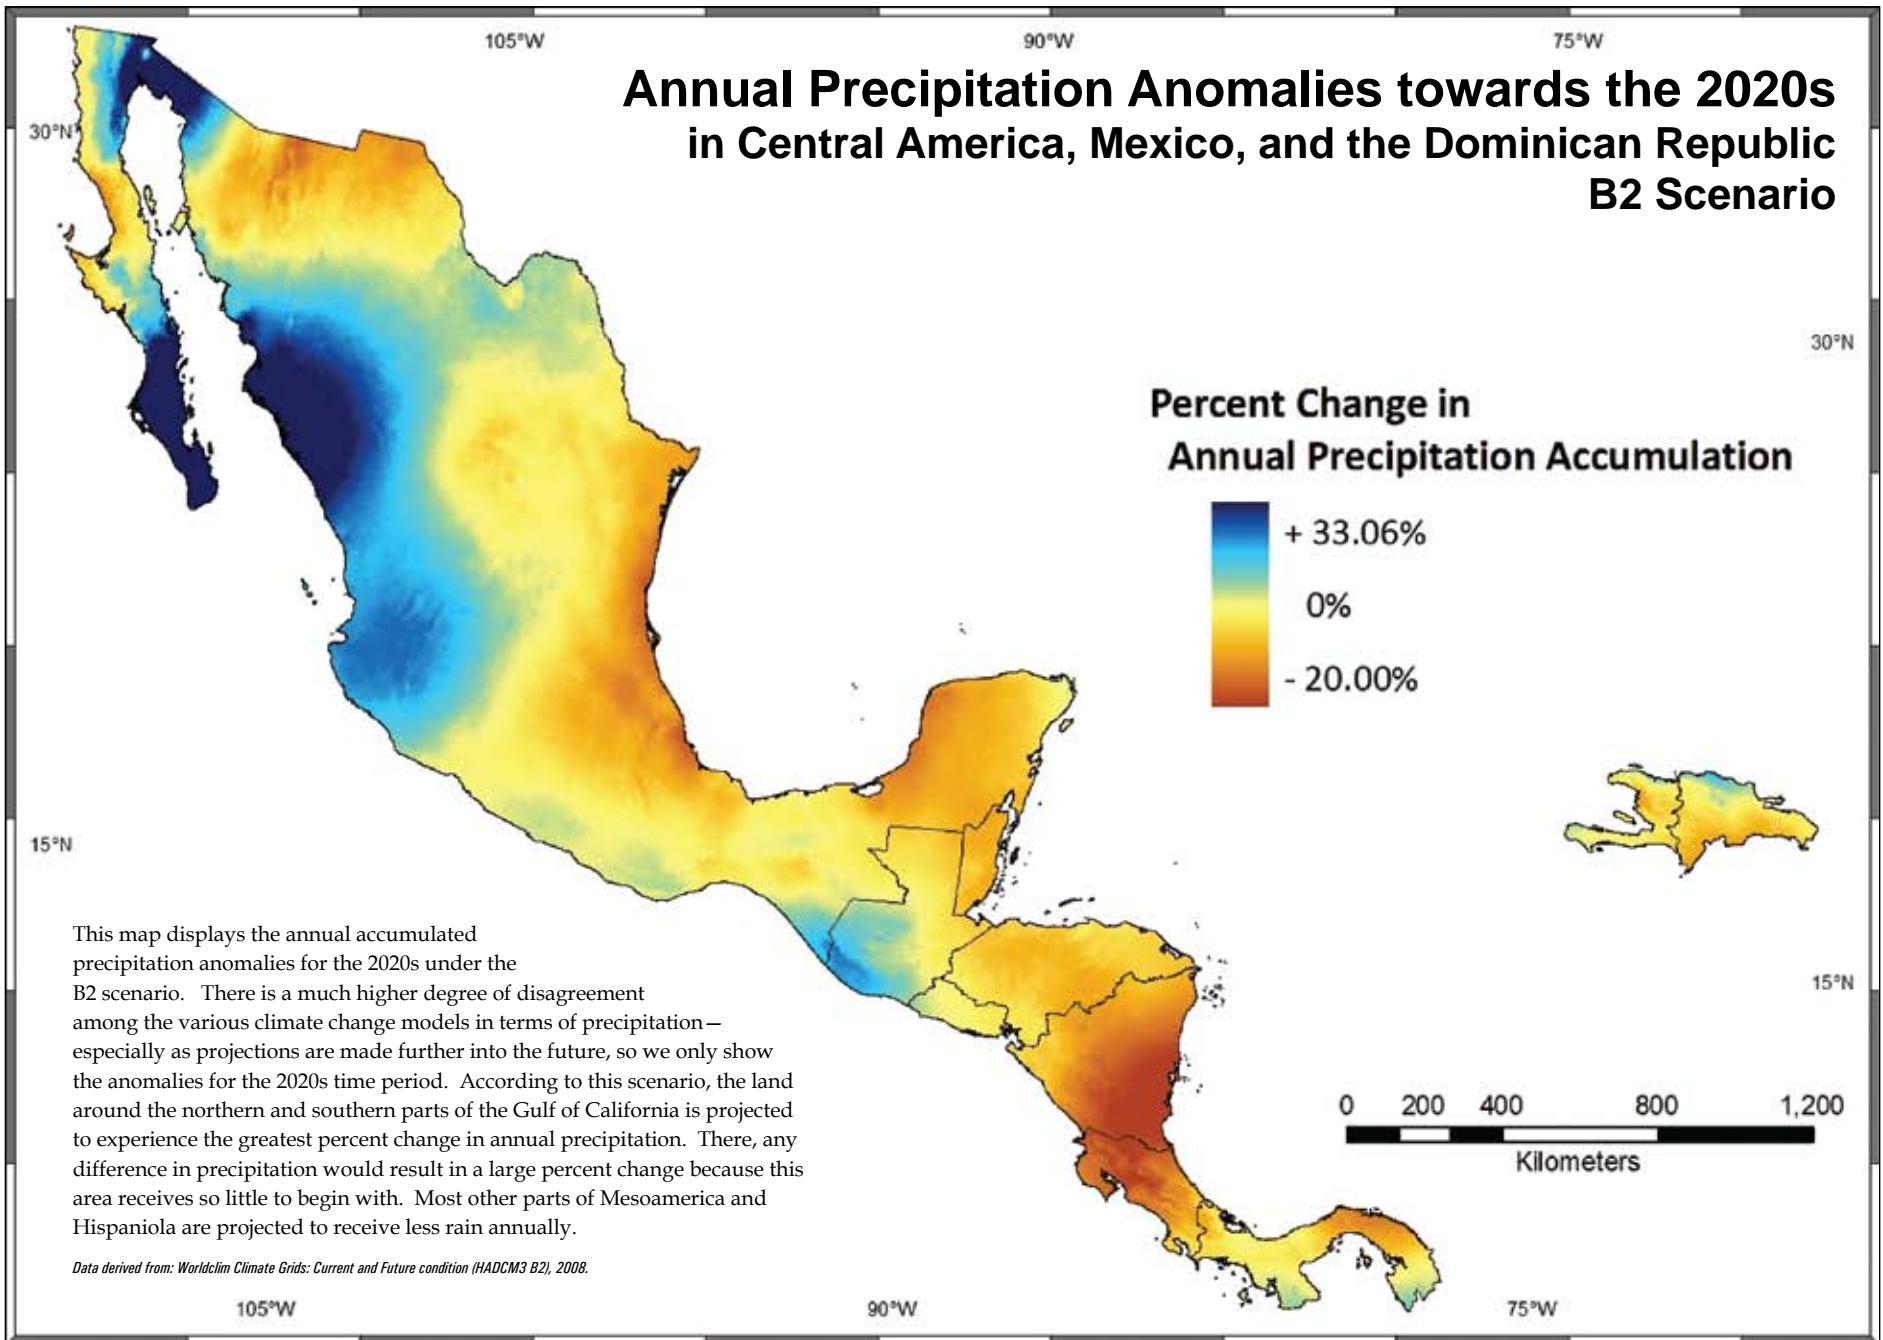 105°W
90°W
75°W
Annual Precipitation Anomalies towards the 2020s
in Central America, Mexico, and the Dominican Republic
B2 Scenario
30°N
30°N
Percent Change in
Annual Precipitation Accumulation
+ 33.06%
0%
- 20.00%
15°N
15°N
This map displays the annual accumulated
precipitation anomalies for the 2020s under the
B2 scenario. There is a much higher degree of disagreement
among the various climate change models in terms of precipitation—
especially as projections are made further into the future, so we only show
the anomalies for the 2020s time period. According to this scenario, the land
around the northern and southern parts of the Gulf of California is projected
to experience the greatest percent change in annual precipitation. There, any
difference in precipitation would result in a large percent change because this
area receives so little to begin with. Most other parts of Mesoamerica and
Hispaniola are projected to receive less rain annually.
Data derived from: Worldclim Climate Grids: Current and Future condition (HADCM3 B2), 2008.
0 200 400 800 1,200
Kilometers
105°W
90°W
75°W